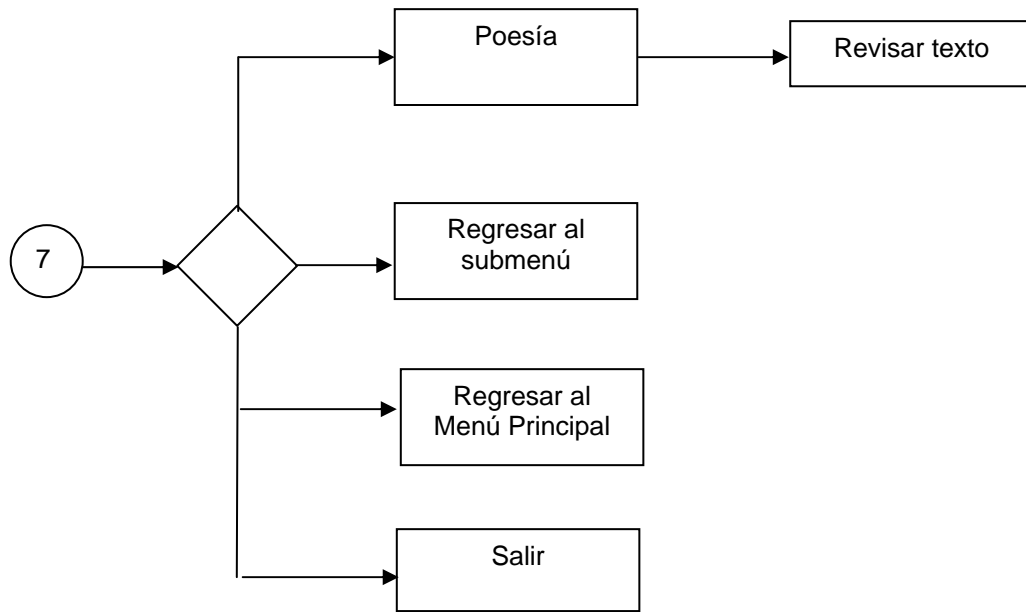 Poesía
Revisar texto
7
Regresar al
submenú
Regresar al
Menú Principal
Salir